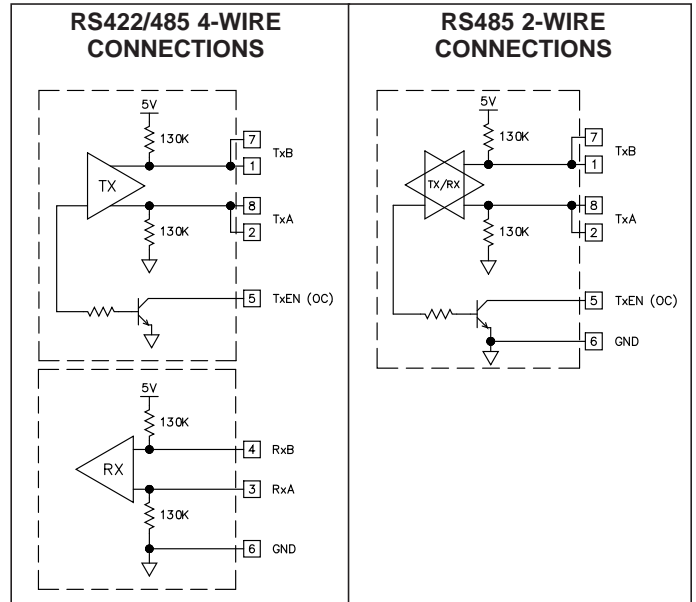 RS422/485 4-WIRE
CONNECTIONS
5V
130K
7
TxB
1
TX
8
TxA
130K
2
5 TxEN (OC)
5V
130K
4 RxB
RX
3 RxA
130K
6 GND
RS485 2-WIRE
CONNECTIONS
5V
130K
7
TxB
1
TX/RX
8
TxA
130K
2
5 TxEN (OC)
6 GND